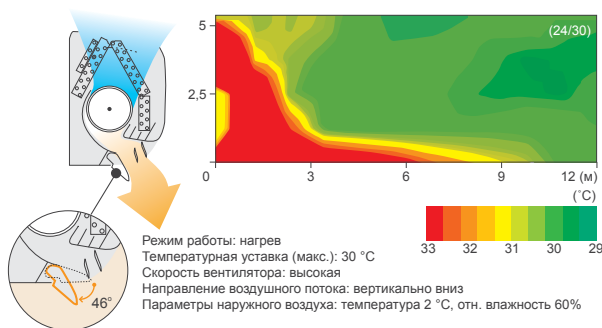 5
2,5
(24/30)
0
3
6
9
12 (м)
(˚C)
33
32
31
30
29
46°
Режим работы: нагрев
Температурная уставка (макс.): 30 °C
Скорость вентилятора: высокая
Направление воздушного потока: вертикально вниз
Параметры наружного воздуха: температура 2 °C, отн. влажность 60%